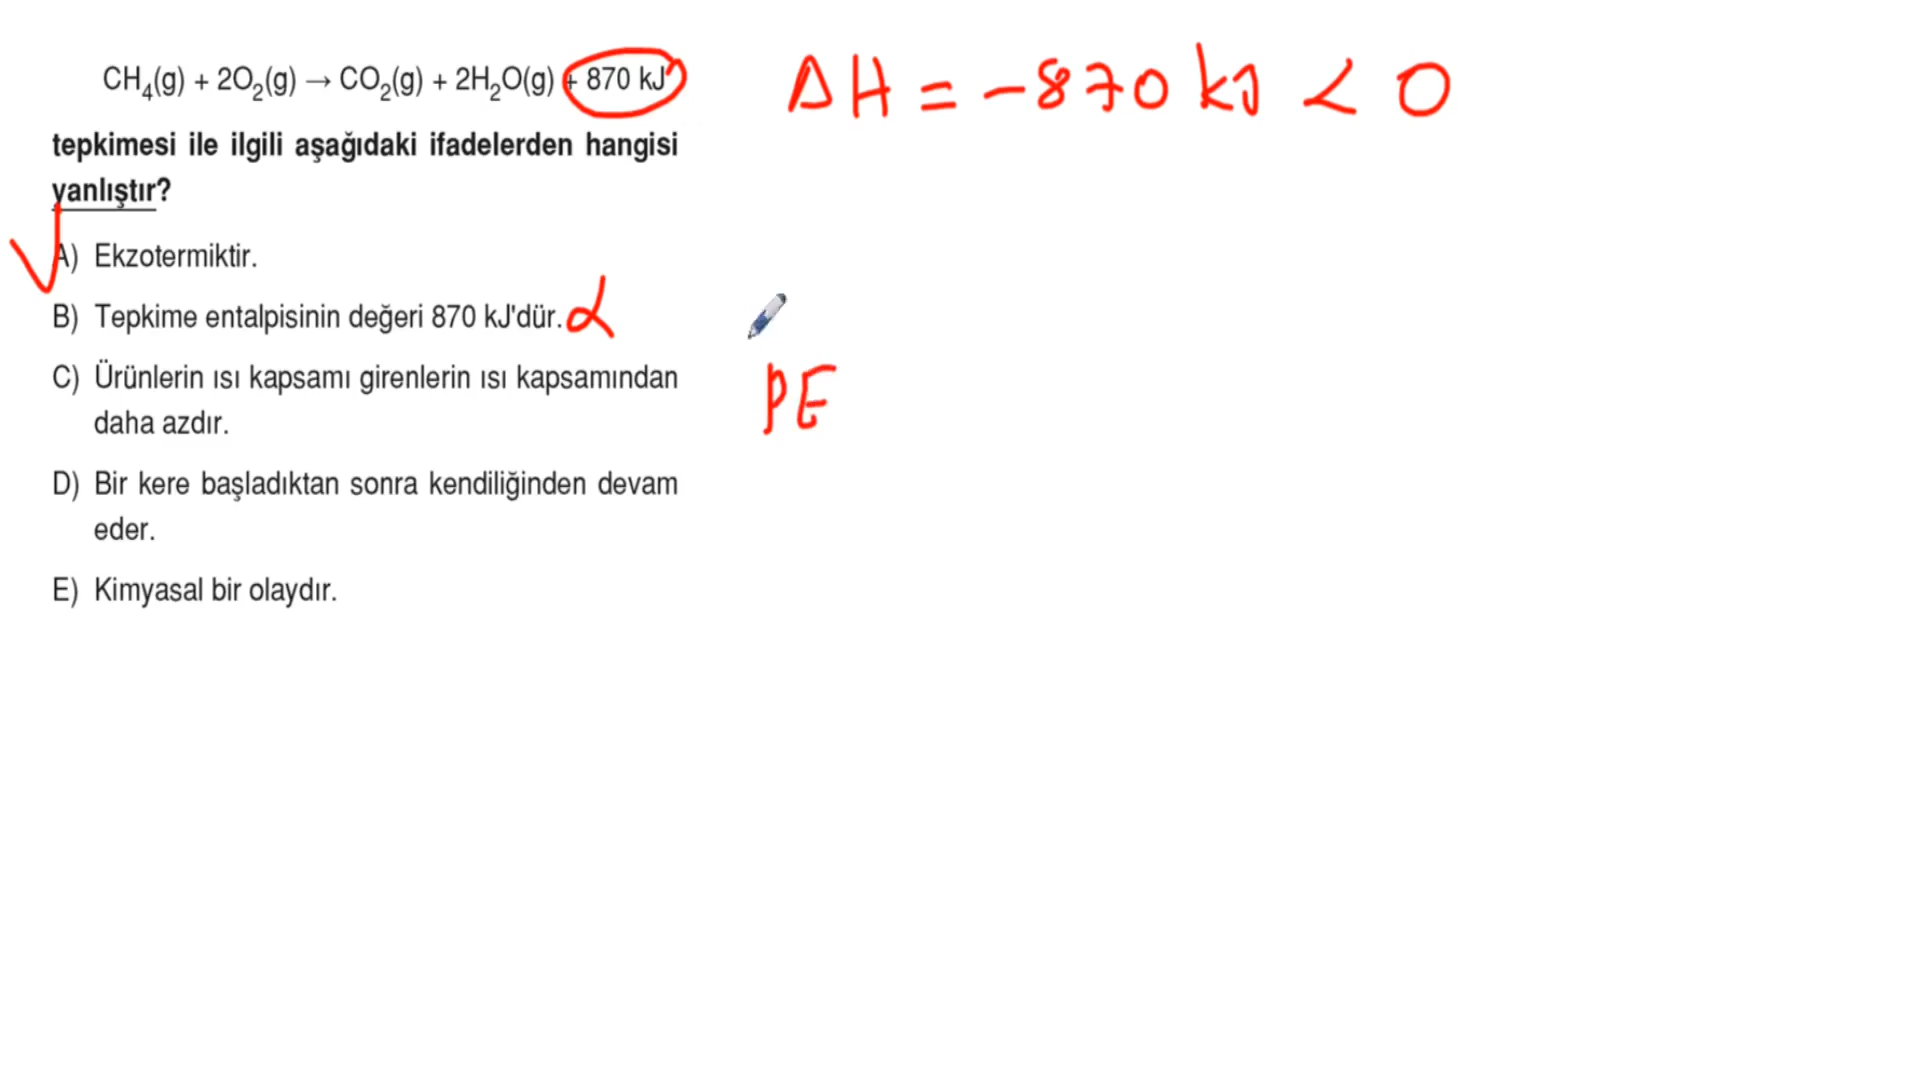 CH₄(g) + 2O₂(g) → CO₂(g) + 2H₂O(g) + 870 kJ
ΔH = -870 kJ < 0
tepkimesi ile ilgili aşağıdaki ifadelerden hangisi
yanlıştır?
A) Ekzotermiktir.
B) Tepkime entalpisinin değeri 870 kJ'dür.
C) Ürünlerin ısı kapsamı girenlerin ısı kapsamından
daha azdır.
PE
D) Bir kere başladıktan sonra kendiliğinden devam
eder.
E) Kimyasal bir olaydır.